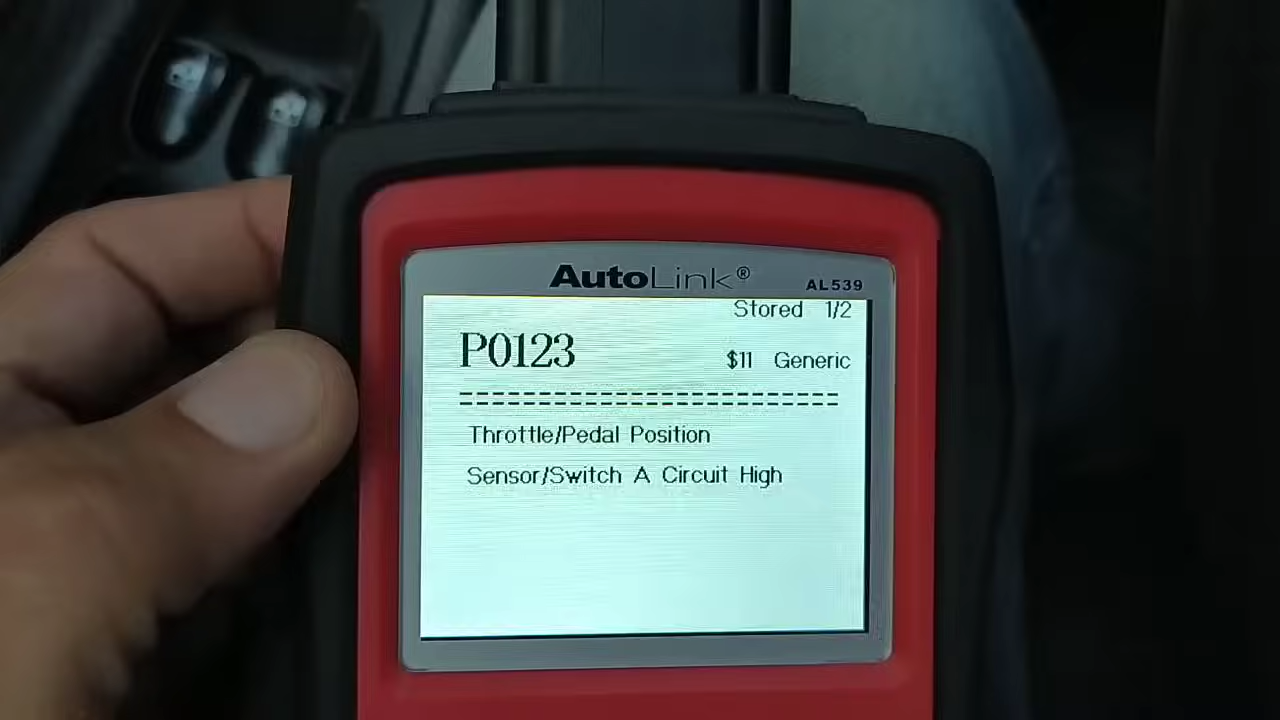 AutoLink®
AL539
Stored 1/2
P0123 $11 Generic
Throttle/Pedal Position
Sensor/Switch A Circuit High